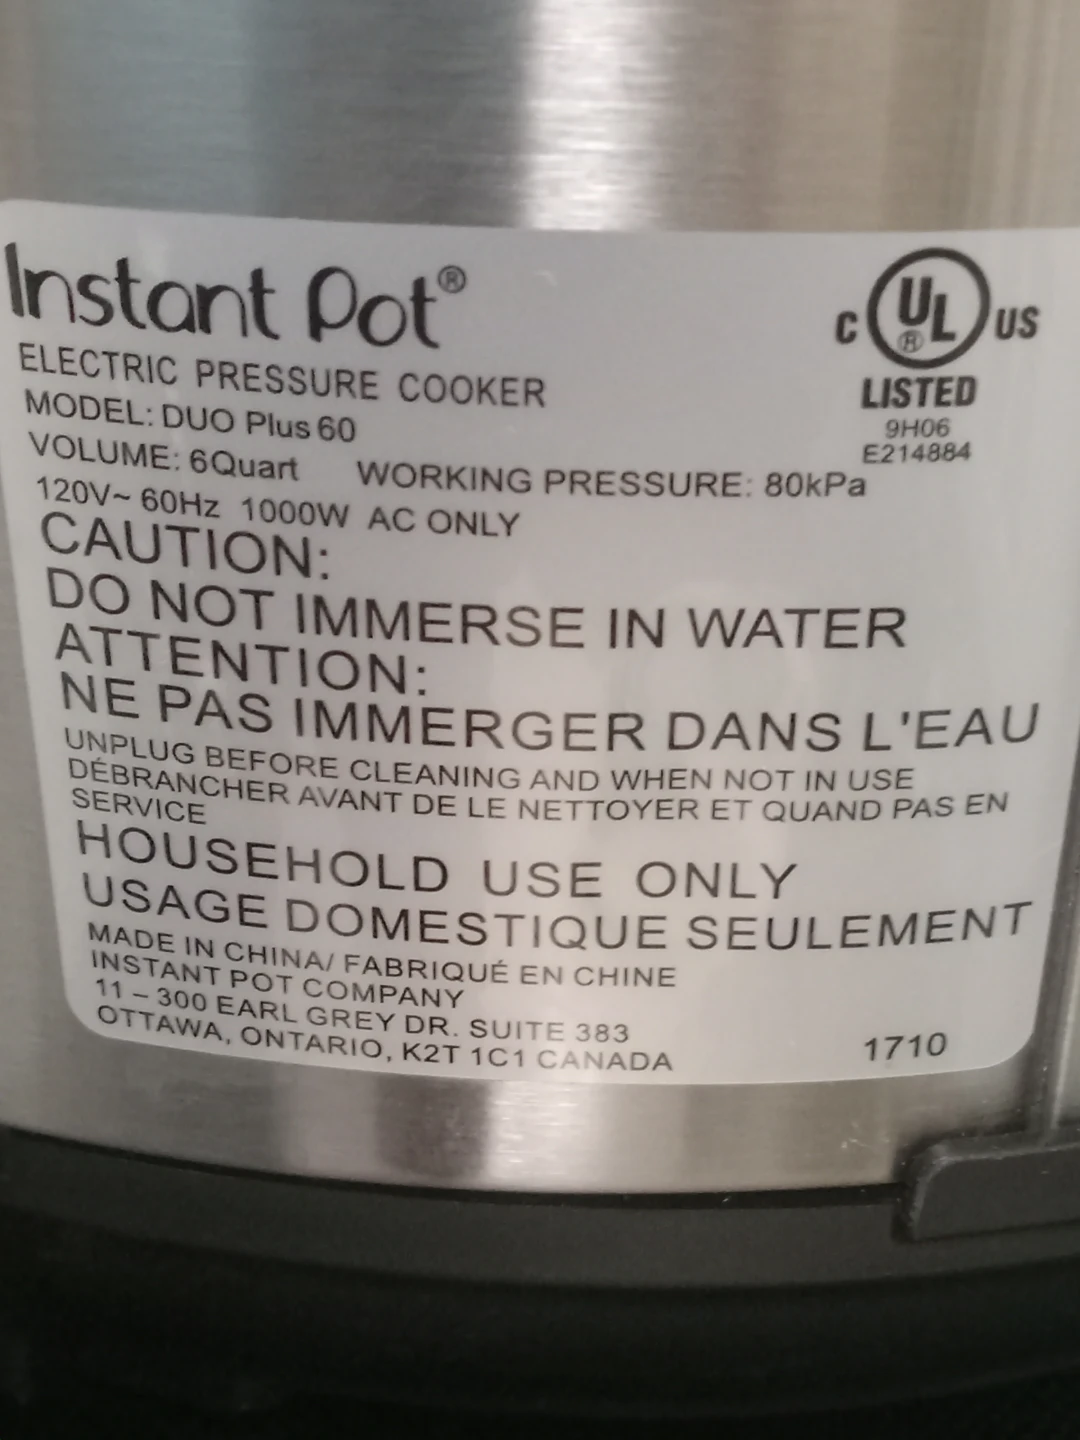 Instant Pot®
ELECTRIC PRESSURE COOKER
MODEL: DUO Plus 60
VOLUME: 6Quart WORKING PRESSURE: 80kPa
120V~ 60Hz 1000W AC ONLY
C UL® US
LISTED
9H06
E214884
CAUTION:
DO NOT IMMERSE IN WATER
ATTENTION:
NE PAS IMMERGER DANS L'EAU
UNPLUG BEFORE CLEANING AND WHEN NOT IN USE
DÉBRANCHER AVANT DE LE NETTOYER ET QUAND PAS EN
SERVICE
HOUSEHOLD USE ONLY
USAGE DOMESTIQUE SEULEMENT
MADE IN CHINA/ FABRIQUÉ EN CHINE
INSTANT POT COMPANY
11 – 300 EARL GREY DR. SUITE 383
OTTAWA, ONTARIO, K2T 1C1 CANADA
1710